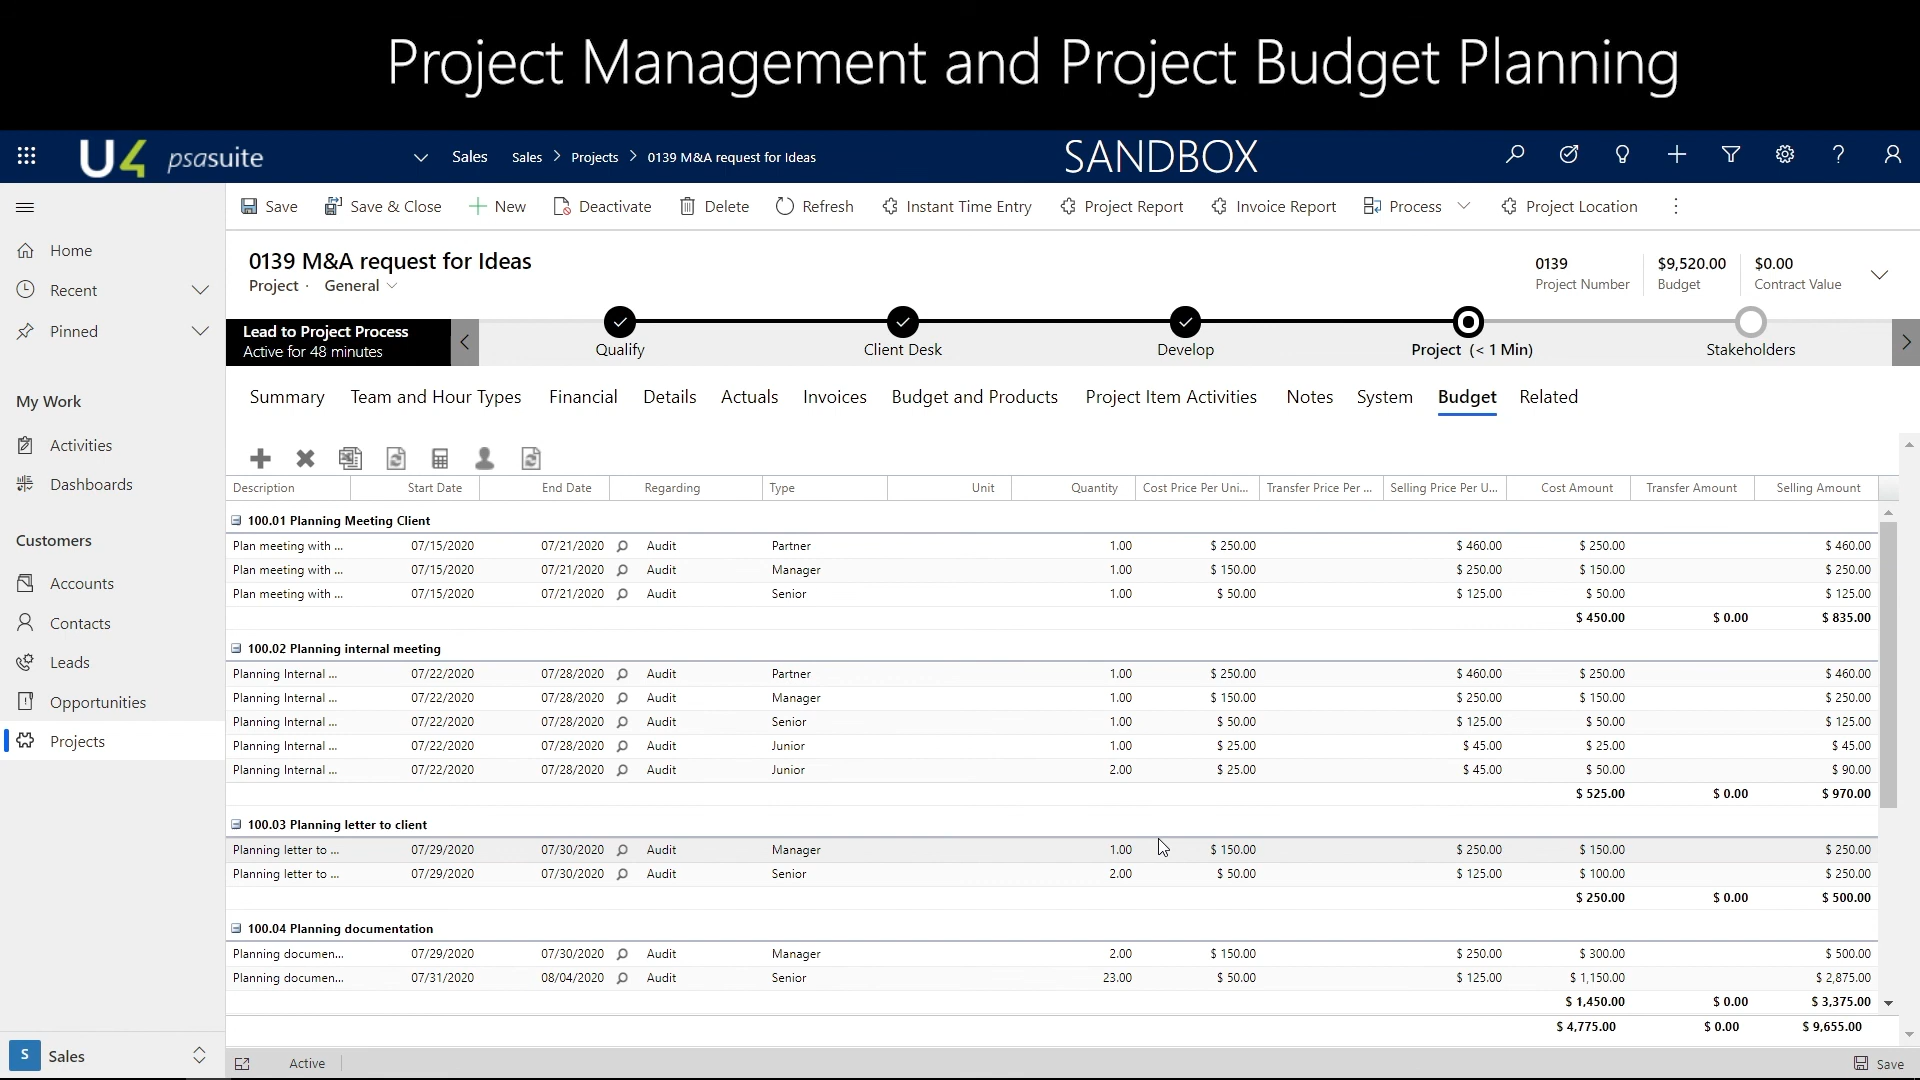 Project Management and Project Budget Planning
U4 psasuite Sales Sales > Projects > 0139 M&A request for Ideas SANDBOX
Save Save & Close New Deactivate Delete Refresh Instant Time Entry Project Report Invoice Report Process Project Location
Home
Recent
Pinned
My Work
Activities
Dashboards
Customers
Accounts
Contacts
Leads
Opportunities
Projects
S Sales
0139 M&A request for Ideas
Project · General
0139 $9,520.00 $0.00
Project Number Budget Contract Value
Lead to Project Process
Active for 48 minutes
Qualify Client Desk Develop Project (< 1 Min) Stakeholders
Summary Team and Hour Types Financial Details Actuals Invoices Budget and Products Project Item Activities Notes System Budget Related
Description Start Date End Date Regarding Type Unit Quantity Cost Price Per Uni... Transfer Price Per ... Selling Price Per U... Cost Amount Transfer Amount Selling Amount
100.01 Planning Meeting Client
Plan meeting with ... 07/15/2020 07/21/2020 Audit Partner 1.00 $ 250.00 $ 460.00 $ 250.00 $ 460.00
Plan meeting with ... 07/15/2020 07/21/2020 Audit Manager 1.00 $ 150.00 $ 250.00 $ 150.00 $ 250.00
Plan meeting with ... 07/15/2020 07/21/2020 Audit Senior 1.00 $ 50.00 $ 125.00 $ 50.00 $ 125.00
$ 450.00 $ 0.00 $ 835.00
100.02 Planning internal meeting
Planning Internal ... 07/22/2020 07/28/2020 Audit Partner 1.00 $ 250.00 $ 460.00 $ 250.00 $ 460.00
Planning Internal ... 07/22/2020 07/28/2020 Audit Manager 1.00 $ 150.00 $ 250.00 $ 150.00 $ 250.00
Planning Internal ... 07/22/2020 07/28/2020 Audit Senior 1.00 $ 50.00 $ 125.00 $ 50.00 $ 125.00
Planning Internal ... 07/22/2020 07/28/2020 Audit Junior 1.00 $ 25.00 $ 45.00 $ 25.00 $ 45.00
Planning Internal ... 07/22/2020 07/28/2020 Audit Junior 2.00 $ 25.00 $ 45.00 $ 50.00 $ 90.00
$ 525.00 $ 0.00 $ 970.00
100.03 Planning letter to client
Planning letter to ... 07/29/2020 07/30/2020 Audit Manager 1.00 $ 150.00 $ 250.00 $ 150.00 $ 250.00
Planning letter to ... 07/29/2020 07/30/2020 Audit Senior 2.00 $ 50.00 $ 125.00 $ 100.00 $ 250.00
$ 250.00 $ 0.00 $ 500.00
100.04 Planning documentation
Planning documen... 07/29/2020 07/30/2020 Audit Manager 2.00 $ 150.00 $ 250.00 $ 300.00 $ 500.00
Planning documen... 07/31/2020 08/04/2020 Audit Senior 23.00 $ 50.00 $ 125.00 $ 1,150.00 $ 2,875.00
$ 1,450.00 $ 0.00 $ 3,375.00
$ 4,775.00 $ 0.00 $ 9,655.00
Active Save